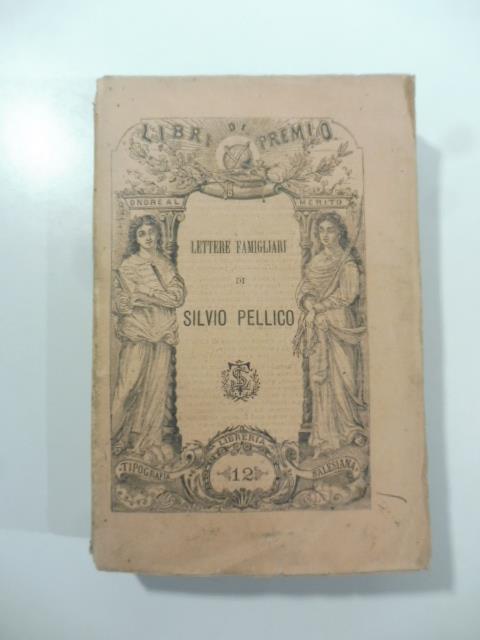 LIBRI DI PREMIO
ONORE AL MERITO
LETTERE FAMIGLIARI
DI
SILVIO PELLICO
LIBRERIA
TIPOGRAFIA 12 SALESIANA